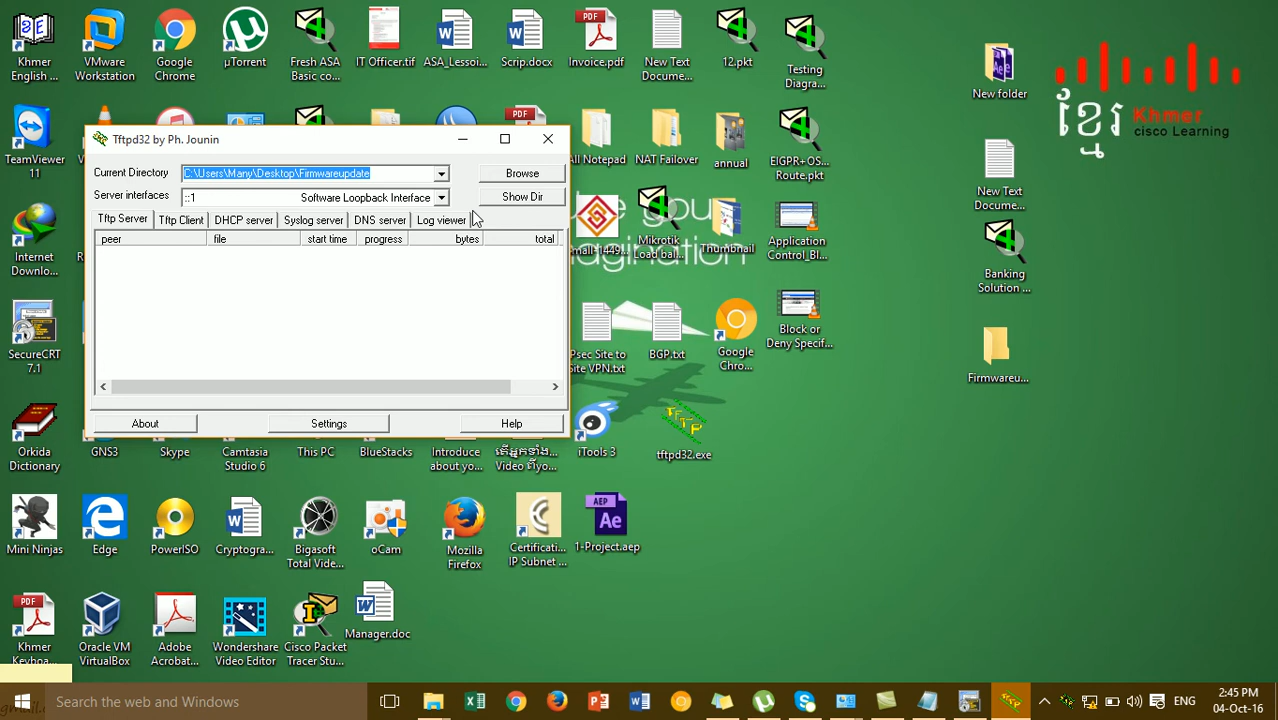 Khmer English ...
VMware Workstation
Google Chrome
µTorrent
Fresh ASA Basic co...
IT Officer.tif
ASA_Lessoi...
Scrip.docx
Invoice.pdf
New Text Docume...
12.pkt
Testing Diagra...
New folder
ខ្មែរ
Khmer
cisco Learning
TeamViewer
Tftpd32 by Ph. Jounin
All Notepad
NAT Failover
annual
EIGPR+OS... Route.pkt
New Text Docume...
Current Directory
C:\Users\Many\Desktop\Firmwareupdate
Browse
Server interfaces
::1
Software Loopback Interface
Show Dir
Tftp Server
Tftp Client
DHCP server
Syslog server
DNS server
Log viewer
peer
file
start time
progress
bytes
total
Internet Downlo...
Mikrotik Load bal...
Thumbnail
Application Control_Bl...
Banking Solution ...
SecureCRT 7.1
Psec Site to Site VPN.txt
BGP.txt
Google Chro...
Block or Deny Specif...
Firmwareu...
About
Settings
Help
Orkida Dictionary
GNS3
Skype
Camtasia Studio 6
This PC
BlueStacks
Introduce about yo...
Video ពីyo...
iTools 3
TFTP
tftpd32.exe
Mini Ninjas
Edge
PowerISO
Cryptogra...
Bigasoft Total Vide...
oCam
Mozilla Firefox
Certificati... IP Subnet ...
AEP
Ae
1-Project.aep
Khmer Keyboa...
Oracle VM VirtualBox
Adobe Acrobat...
Wondershare Video Editor
Cisco Packet Tracer Stu...
Manager.doc
Search the web and Windows
ENG
2:45 PM
04-Oct-16